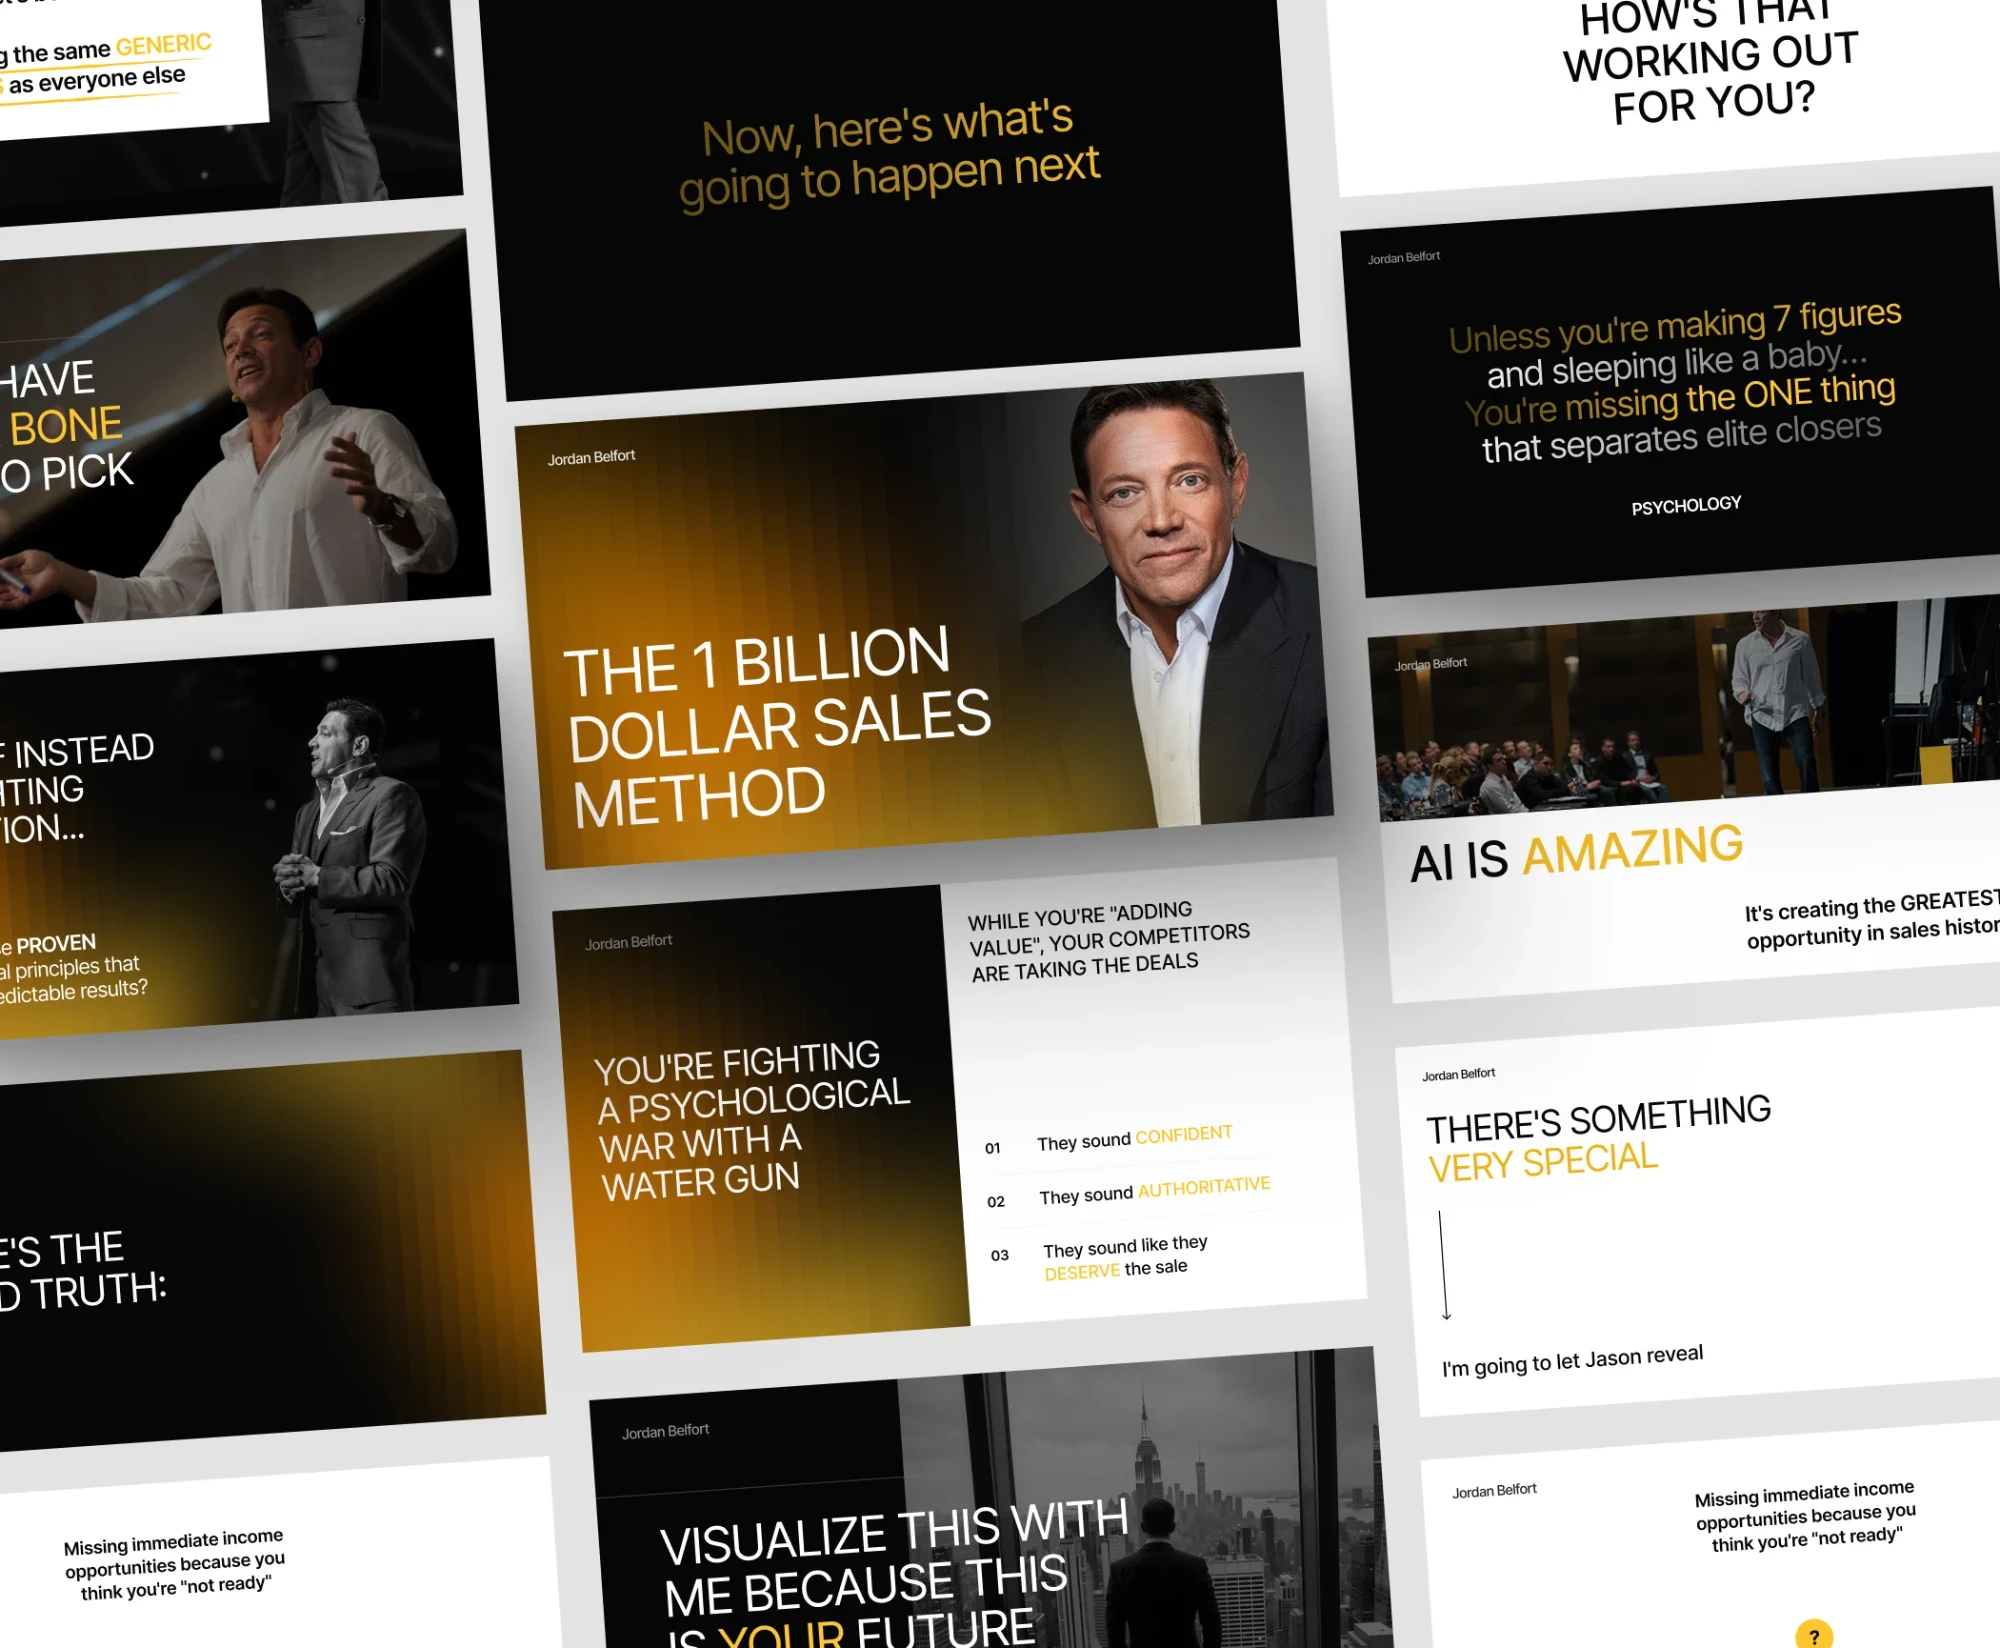 g the same GENERIC
as everyone else
HAVE
BONE
O PICK
INSTEAD
HTING
ION...
e PROVEN
al principles that
edictable results?
E'S THE
D TRUTH:
Missing immediate income
opportunities because you
think you're "not ready"
Now, here's what's
going to happen next
Jordan Belfort
THE 1 BILLION
DOLLAR SALES
METHOD
Jordan Belfort
YOU'RE FIGHTING
A PSYCHOLOGICAL
WAR WITH A
WATER GUN
WHILE YOU'RE "ADDING
VALUE", YOUR COMPETITORS
ARE TAKING THE DEALS
01 They sound CONFIDENT
02 They sound AUTHORITATIVE
03 They sound like they
DESERVE the sale
Jordan Belfort
VISUALIZE THIS WITH
ME BECAUSE THIS
IS YOUR FUTURE
HOW'S THAT
WORKING OUT
FOR YOU?
Jordan Belfort
Unless you're making 7 figures
and sleeping like a baby...
You're missing the ONE thing
that separates elite closers
PSYCHOLOGY
Jordan Belfort
AI IS AMAZING
It's creating the GREATEST
opportunity in sales histor
Jordan Belfort
THERE'S SOMETHING
VERY SPECIAL
I'm going to let Jason reveal
Jordan Belfort
Missing immediate income
opportunities because you
think you're "not ready"
?